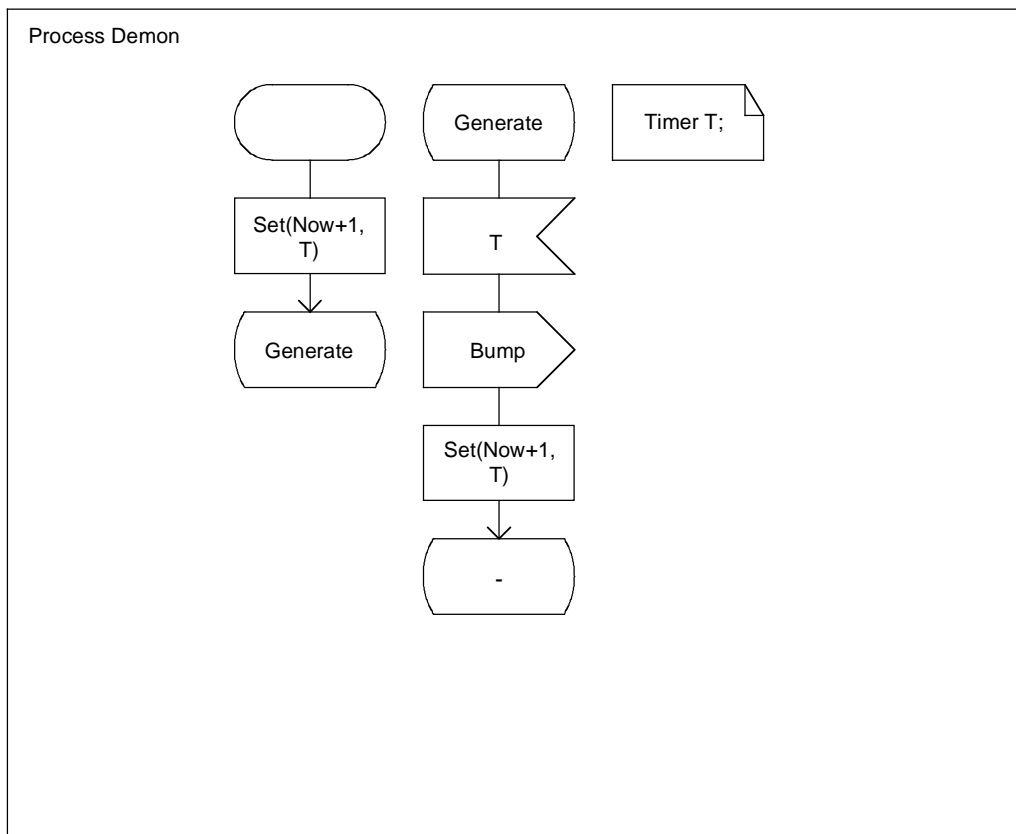 Process Demon
Generate
Timer T;
Set(Now+1,
T)
T
Generate
Bump
Set(Now+1,
T)
-